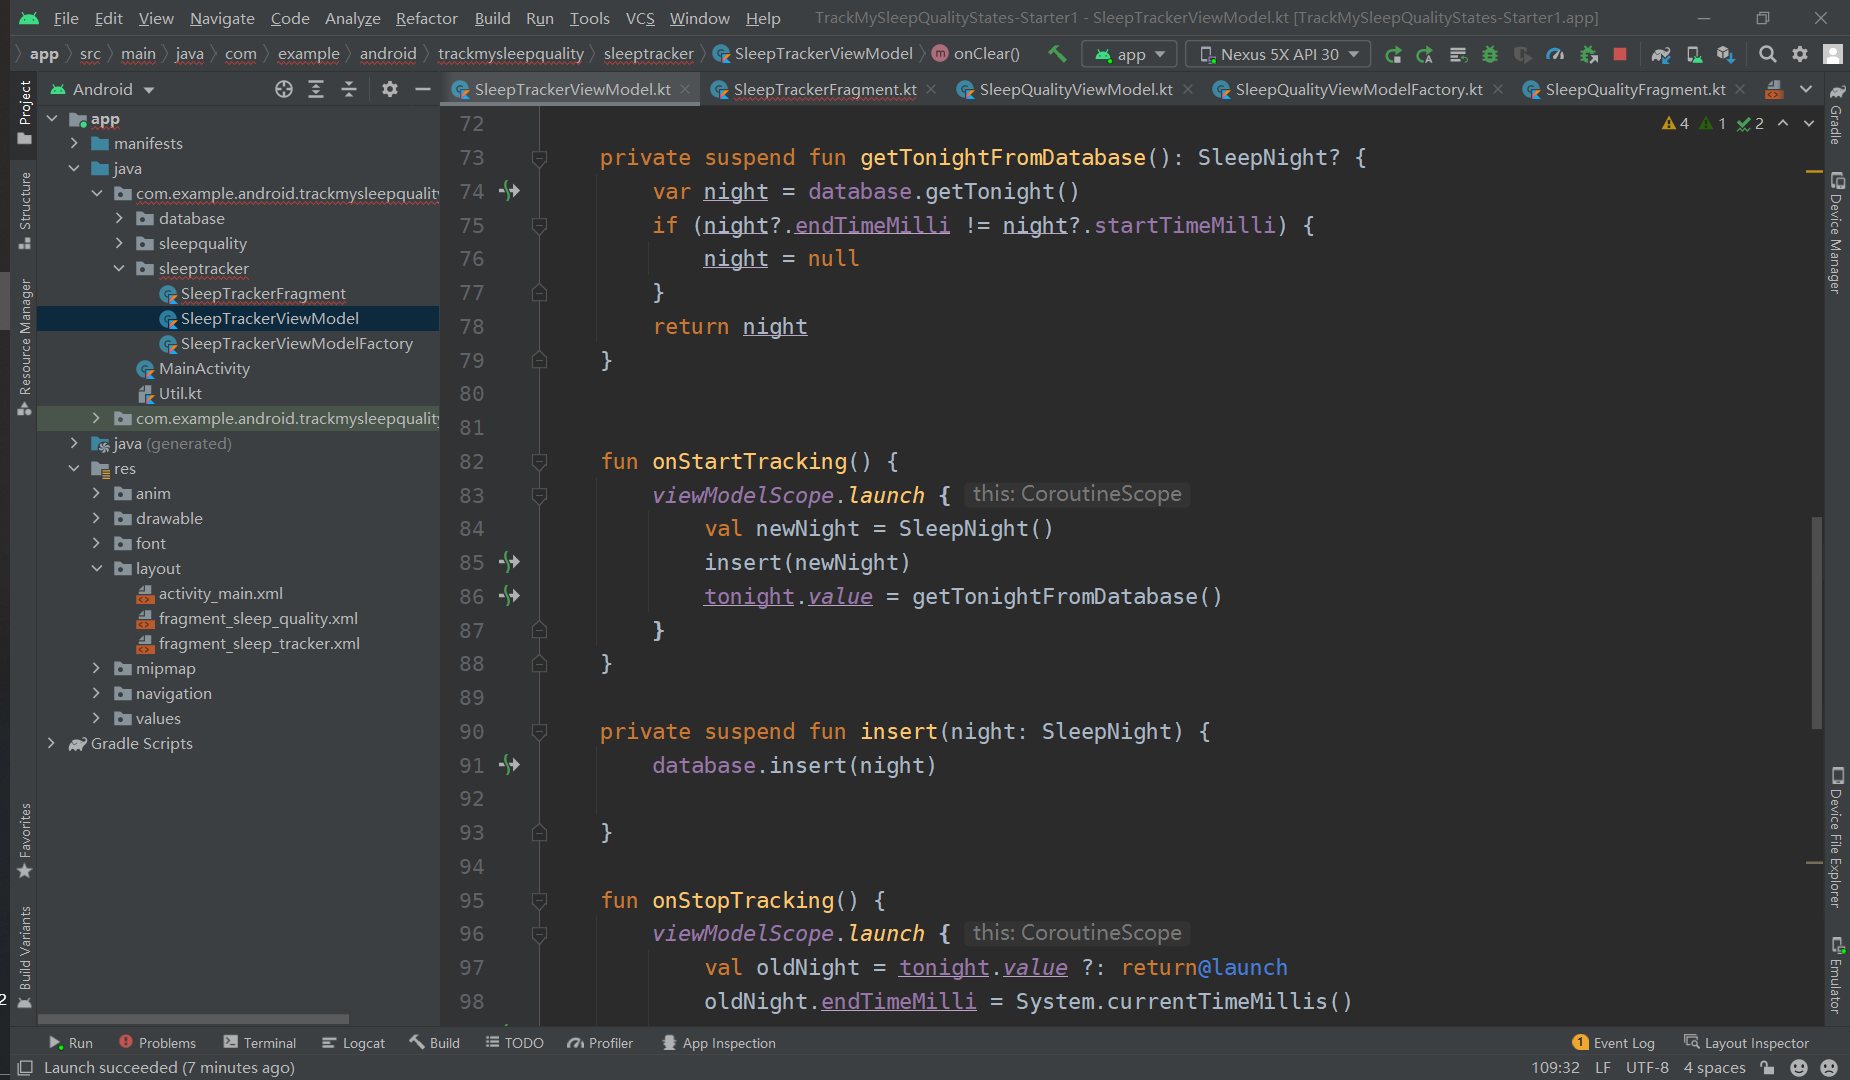 File Edit View Navigate Code Analyze Refactor Build Run Tools VCS Window Help TrackMySleepQualityStates-Starter1 - SleepTrackerViewModel.kt [TrackMySleepQualityStates-Starter1.app]
app src main java com example android trackmysleepquality sleeptracker SleepTrackerViewModel onClear() app Nexus 5X API 30
Android SleepTrackerViewModel.kt SleepTrackerFragment.kt SleepQualityViewModel.kt SleepQualityViewModelFactory.kt SleepQualityFragment.kt
Project
Structure
Resource Manager
Favorites
Build Variants
2
app
manifests
java
com.example.android.trackmysleepquality
database
sleepquality
sleeptracker
SleepTrackerFragment
SleepTrackerViewModel
SleepTrackerViewModelFactory
MainActivity
Util.kt
com.example.android.trackmysleepquality
java (generated)
res
anim
drawable
font
layout
activity_main.xml
fragment_sleep_quality.xml
fragment_sleep_tracker.xml
mipmap
navigation
values
Gradle Scripts
4 1 2
72
73 private suspend fun getTonightFromDatabase(): SleepNight? {
74 var night = database.getTonight()
75 if (night?.endTimeMilli != night?.startTimeMilli) {
76 night = null
77 }
78 return night
79 }
80
81
82 fun onStartTracking() {
83 viewModelScope.launch { this: CoroutineScope
84 val newNight = SleepNight()
85 insert(newNight)
86 tonight.value = getTonightFromDatabase()
87 }
88 }
89
90 private suspend fun insert(night: SleepNight) {
91 database.insert(night)
92
93 }
94
95 fun onStopTracking() {
96 viewModelScope.launch { this: CoroutineScope
97 val oldNight = tonight.value ?: return@launch
98 oldNight.endTimeMilli = System.currentTimeMillis()
Gradle
Device Manager
Device File Explorer
Emulator
Run Problems Terminal Logcat Build TODO Profiler App Inspection 1 Event Log Layout Inspector
Launch succeeded (7 minutes ago) 109:32 LF UTF-8 4 spaces